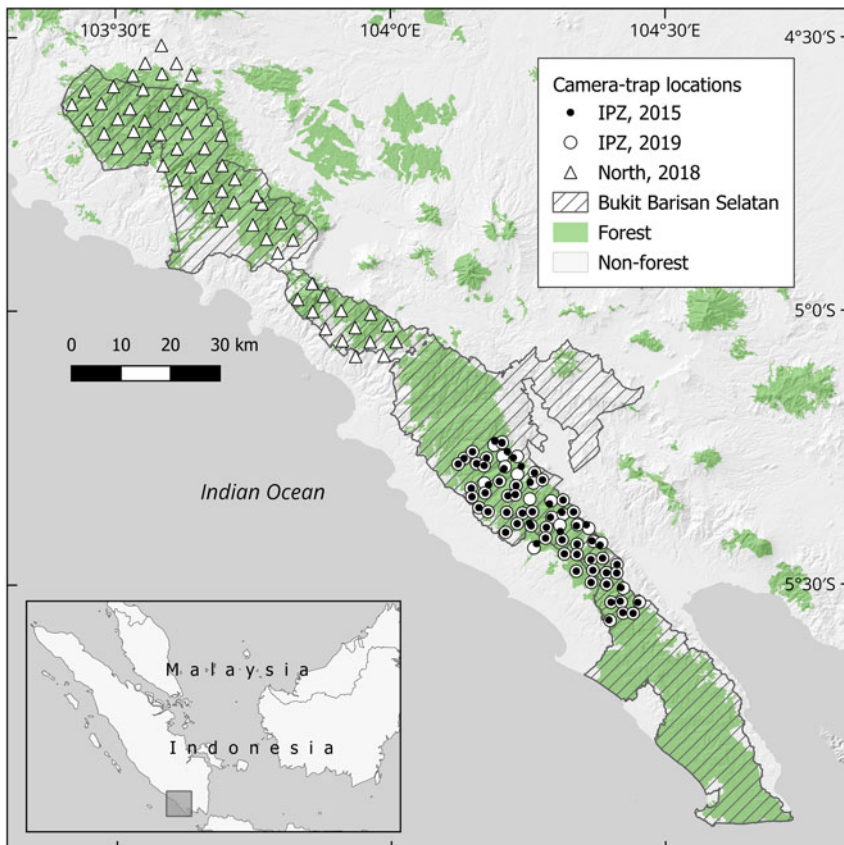 103°30'E
104°0'E
104°30'E
4°30'S
Camera-trap locations
IPZ, 2015
IPZ, 2019
North, 2018
Bukit Barisan Selatan
Forest
Non-forest
5°0'S
0 10 20 30 km
Indian Ocean
5°30'S
Malaysia
Indonesia